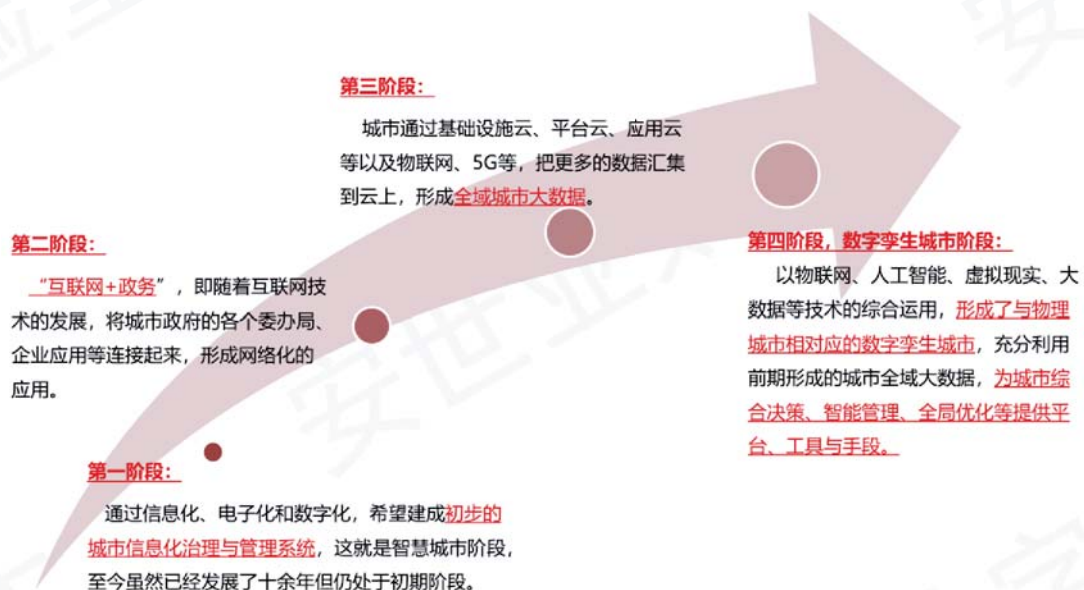 第三阶段：
城市通过基础设施云、平台云、应用云
等以及物联网、5G等，把更多的数据汇集
到云上，形成全域城市大数据。
第二阶段：
“互联网+政务”，即随着互联网技
术的发展，将城市政府的各个委办局、
企业应用等连接起来，形成网络化的
应用。
第四阶段，数字孪生城市阶段：
以物联网、人工智能、虚拟现实、大
数据等技术的综合运用，形成了与物理
城市相对应的数字孪生城市，充分利用
前期形成的城市全域大数据，为城市综
合决策、智能管理、全局优化等提供平
台、工具与手段。
第一阶段：
通过信息化、电子化和数字化，希望建成初步的
城市信息化治理与管理系统，这就是智慧城市阶段，
至今虽然已经发展了十余年但仍处于初期阶段。
安世亚